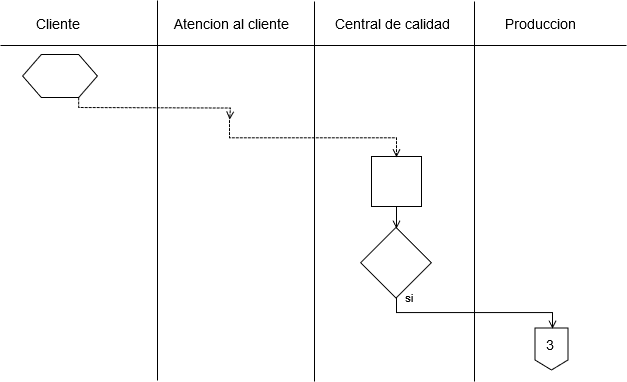 Cliente
Atencion al cliente
Central de calidad
Produccion
si
3